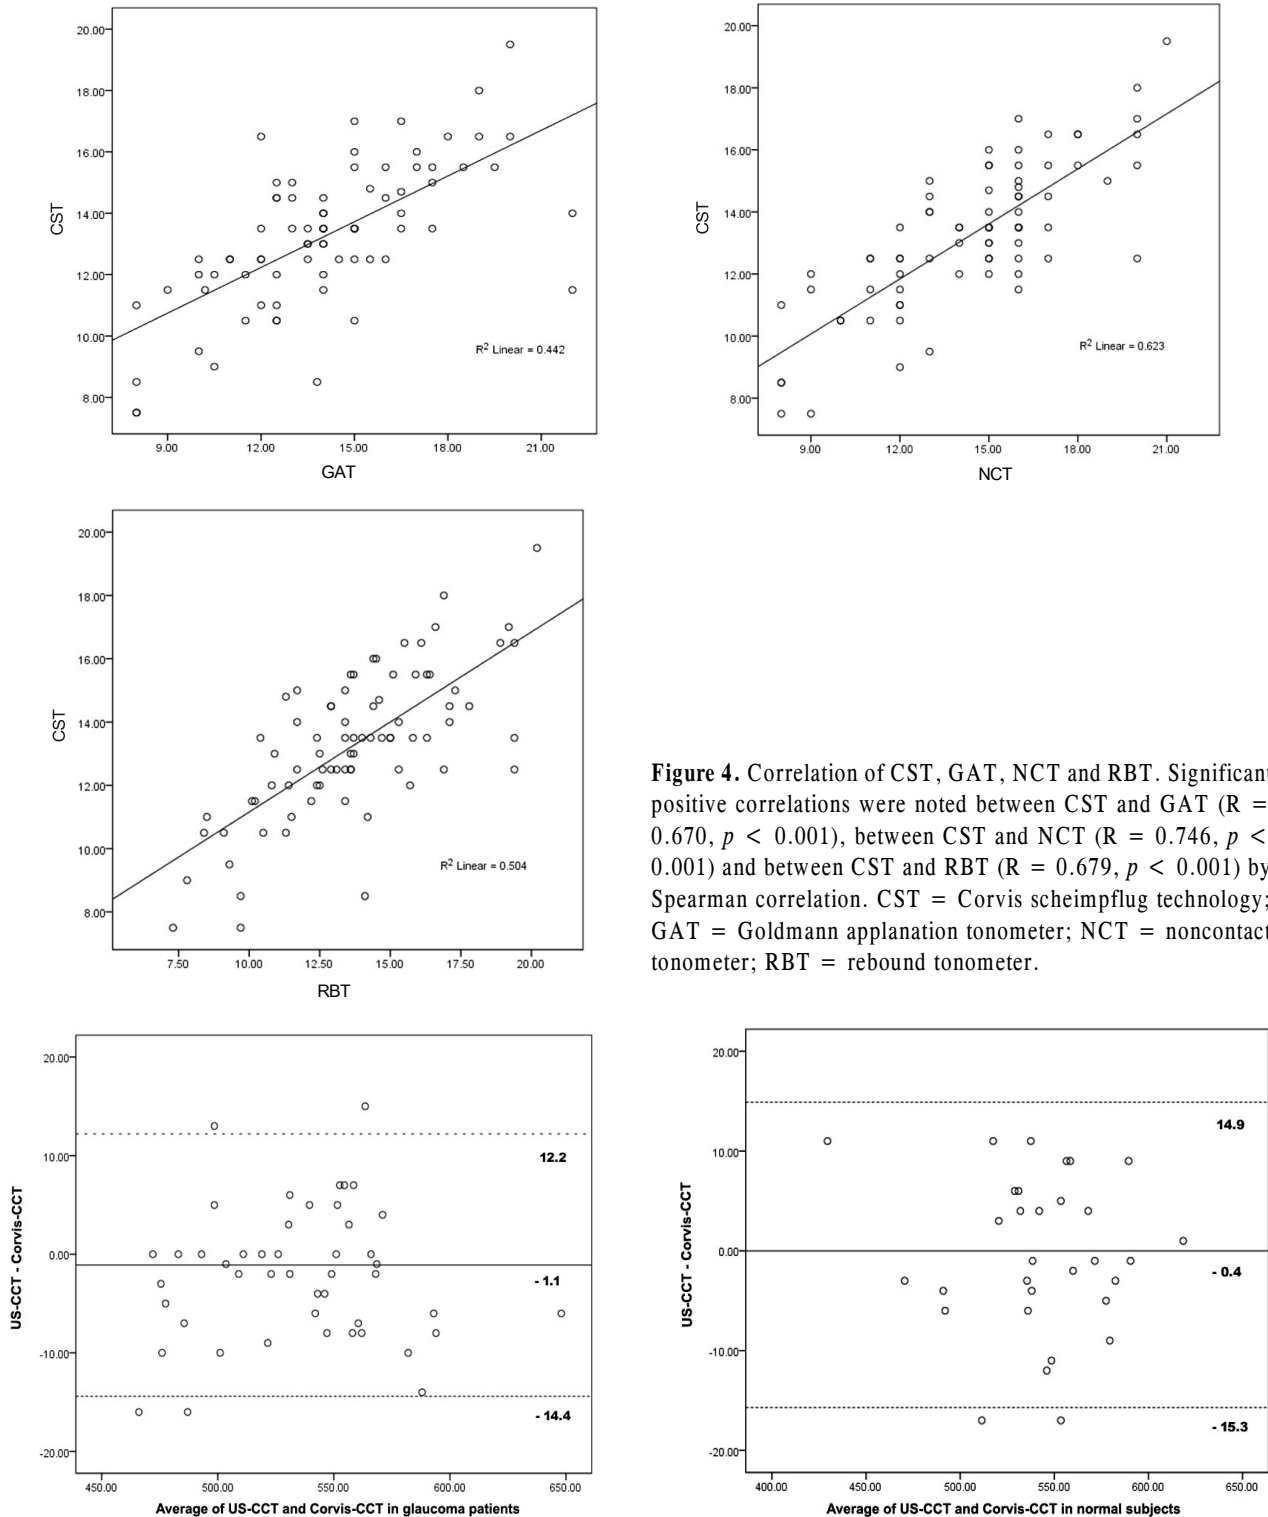 20.00
18.00
16.00
14.00
12.00
10.00
8.00
CST
R2 Linear = 0.442
9.00 12.00 15.00 18.00 21.00
GAT
20.00
18.00
16.00
14.00
12.00
10.00
8.00
CST
R2 Linear = 0.623
9.00 12.00 15.00 18.00 21.00
NCT
20.00
18.00
16.00
14.00
12.00
10.00
8.00
CST
R2 Linear = 0.504
7.50 10.00 12.50 15.00 17.50 20.00
RBT
Figure 4. Correlation of CST, GAT, NCT and RBT. Significant
positive correlations were noted between CST and GAT (R =
0.670, p < 0.001), between CST and NCT (R = 0.746, p <
0.001) and between CST and RBT (R = 0.679, p < 0.001) by
Spearman correlation. CST = Corvis scheimpflug technology;
GAT = Goldmann applanation tonometer; NCT = noncontact
tonometer; RBT = rebound tonometer.
20.00
10.00
0.00
-10.00
-20.00
US-CCT - Corvis-CCT
12.2
- 1.1
- 14.4
450.00 500.00 550.00 600.00 650.00
Average of US-CCT and Corvis-CCT in glaucoma patients
20.00
10.00
0.00
-10.00
-20.00
US-CCT - Corvis-CCT
14.9
- 0.4
- 15.3
400.00 450.00 500.00 550.00 600.00 650.00
Average of US-CCT and Corvis-CCT in normal subjects